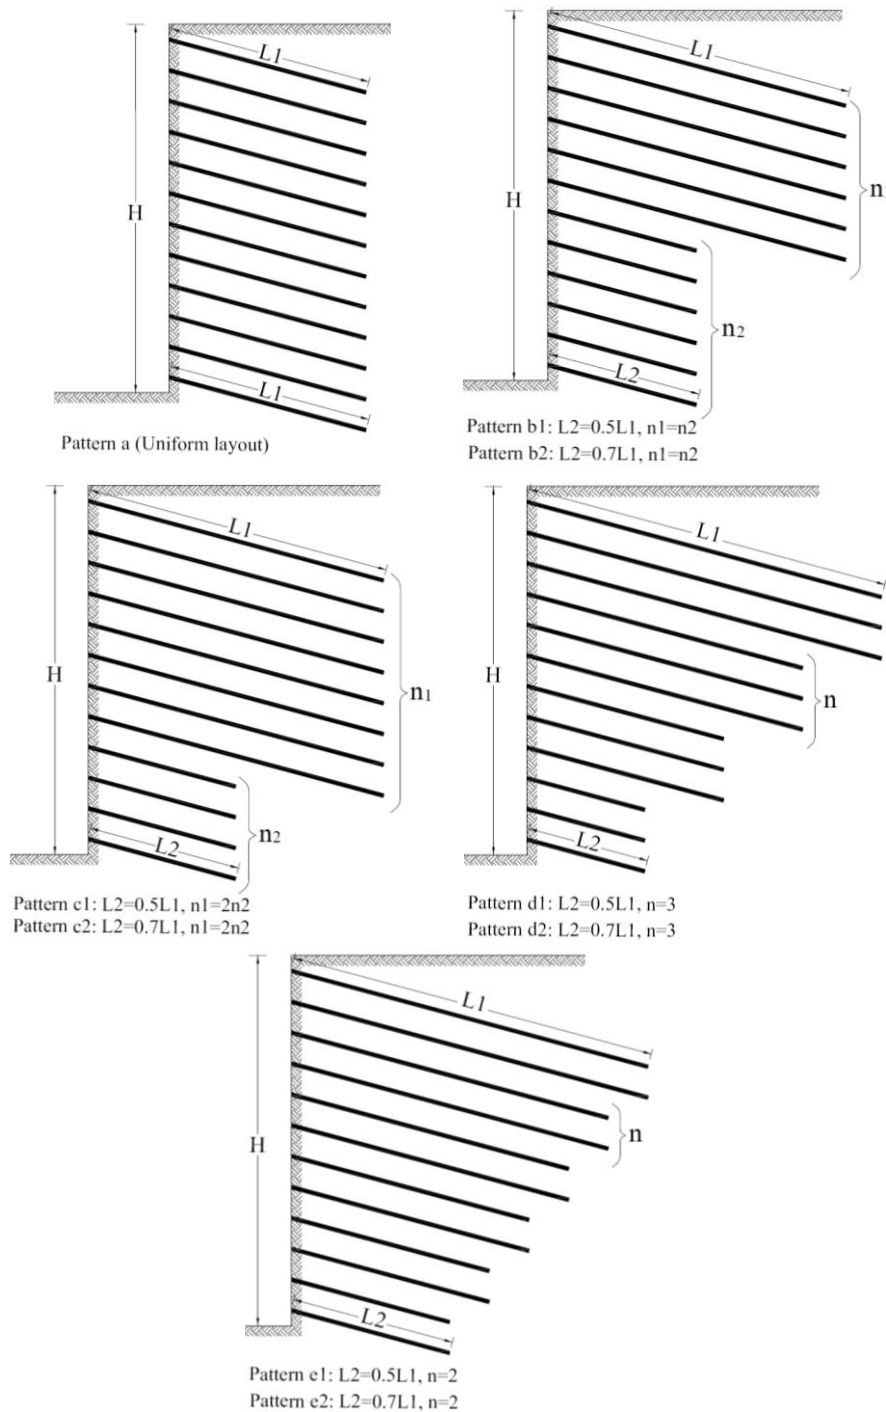 L1
H
L1
Pattern a (Uniform layout)
L1
H
n2
L2
Pattern b1: L2=0.5L1, n1=n2
Pattern b2: L2=0.7L1, n1=n2
L1
H
n1
n2
L2
Pattern c1: L2=0.5L1, n1=2n2
Pattern c2: L2=0.7L1, n1=2n2
L1
H
n
L2
Pattern d1: L2=0.5L1, n=3
Pattern d2: L2=0.7L1, n=3
L1
H
n
L2
Pattern e1: L2=0.5L1, n=2
Pattern e2: L2=0.7L1, n=2